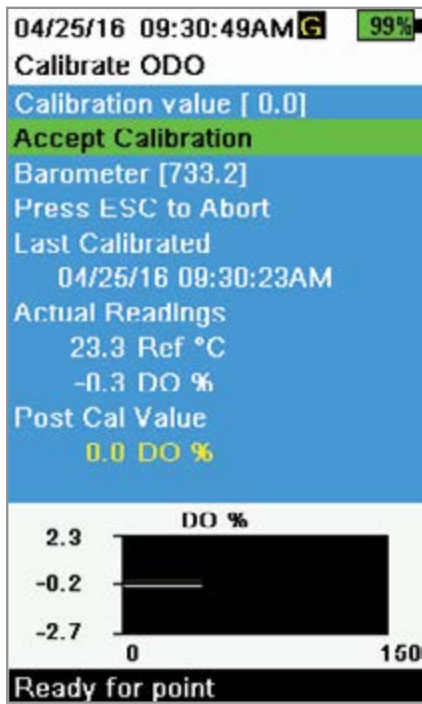 04/25/16 09:30:49AM G 99%
Calibrate ODO
Calibration value [ 0.0]
Accept Calibration
Barometer [733.2]
Press ESC to Abort
Last Calibrated
04/25/16 09:30:23AM
Actual Readings
23.3 Ref °C
-0.3 DO %
Post Cal Value
0.0 DO %
DO %
2.3
-0.2
-2.7
0 150
Ready for point